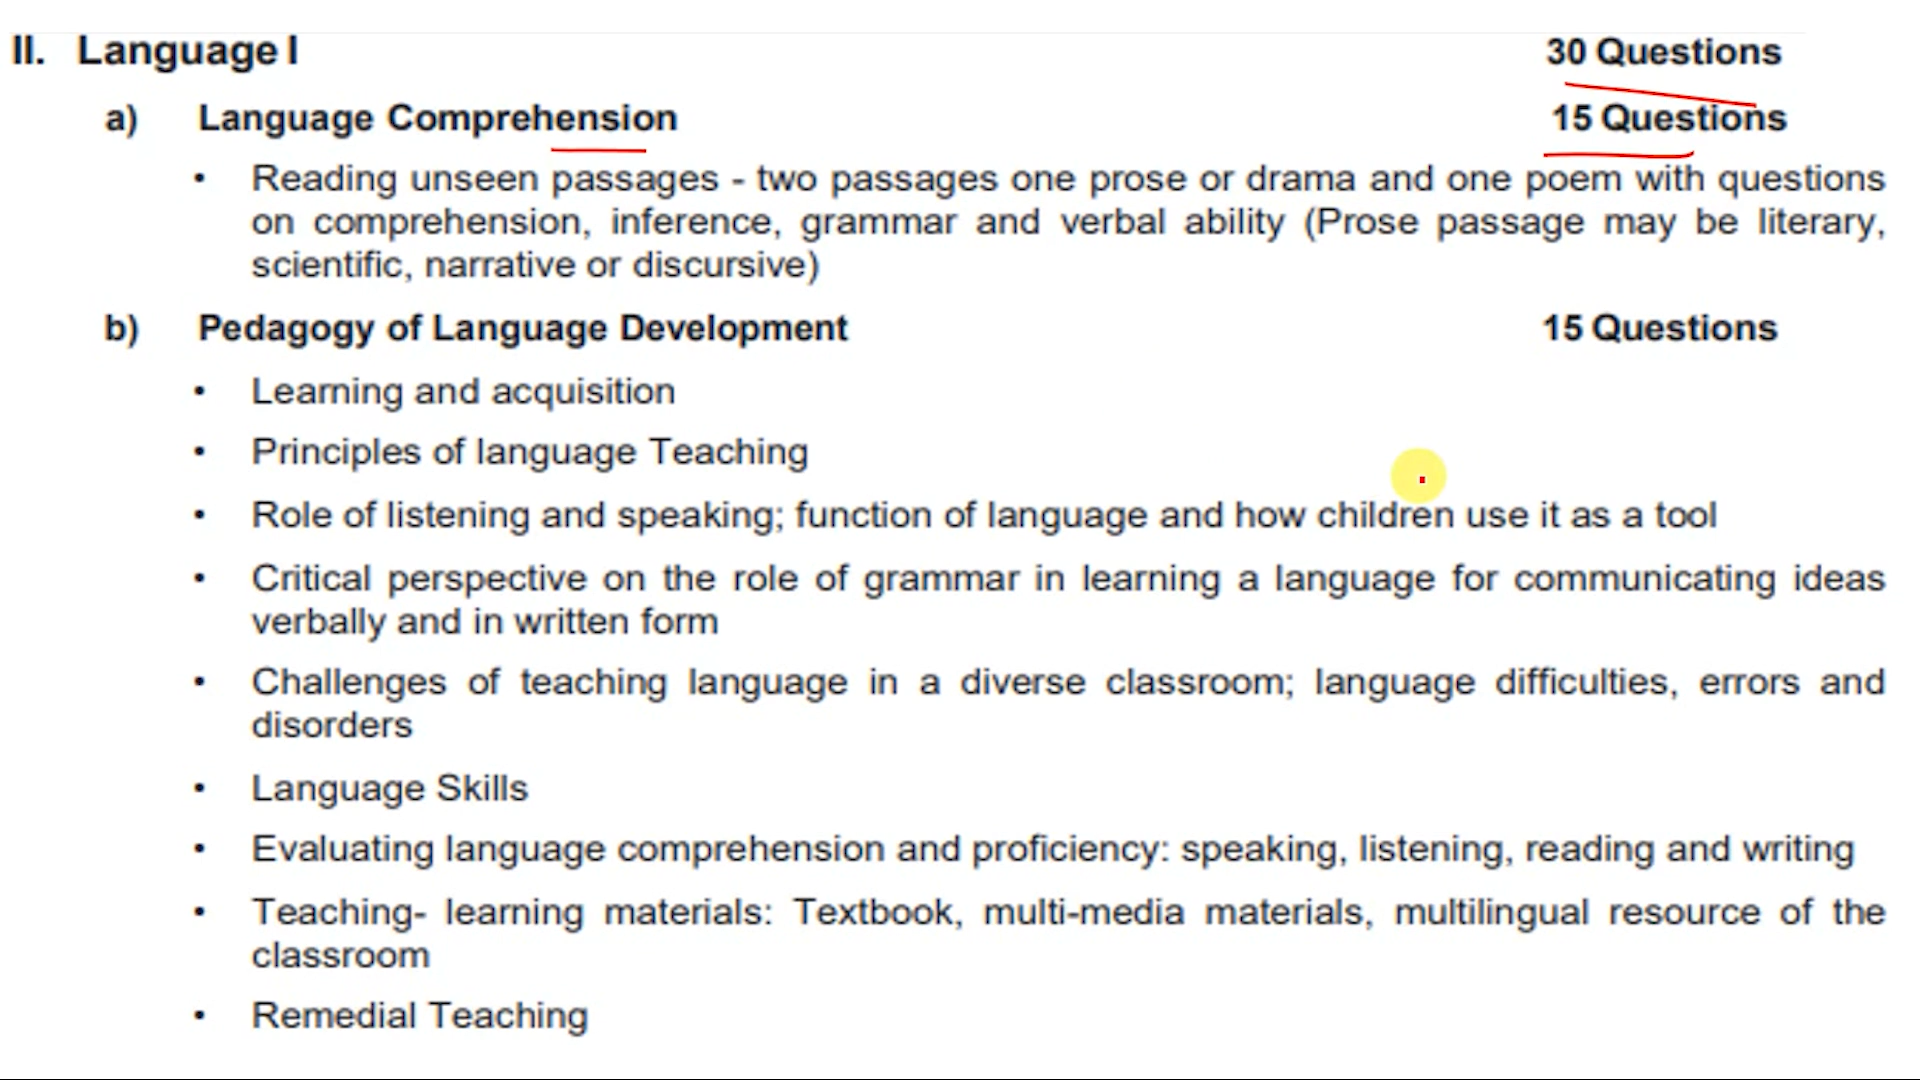 II. Language I 30 Questions
a) Language Comprehension 15 Questions
• Reading unseen passages - two passages one prose or drama and one poem with questions
on comprehension, inference, grammar and verbal ability (Prose passage may be literary,
scientific, narrative or discursive)
b) Pedagogy of Language Development 15 Questions
• Learning and acquisition
• Principles of language Teaching
• Role of listening and speaking; function of language and how children use it as a tool
• Critical perspective on the role of grammar in learning a language for communicating ideas
verbally and in written form
• Challenges of teaching language in a diverse classroom; language difficulties, errors and
disorders
• Language Skills
• Evaluating language comprehension and proficiency: speaking, listening, reading and writing
• Teaching- learning materials: Textbook, multi-media materials, multilingual resource of the
classroom
• Remedial Teaching